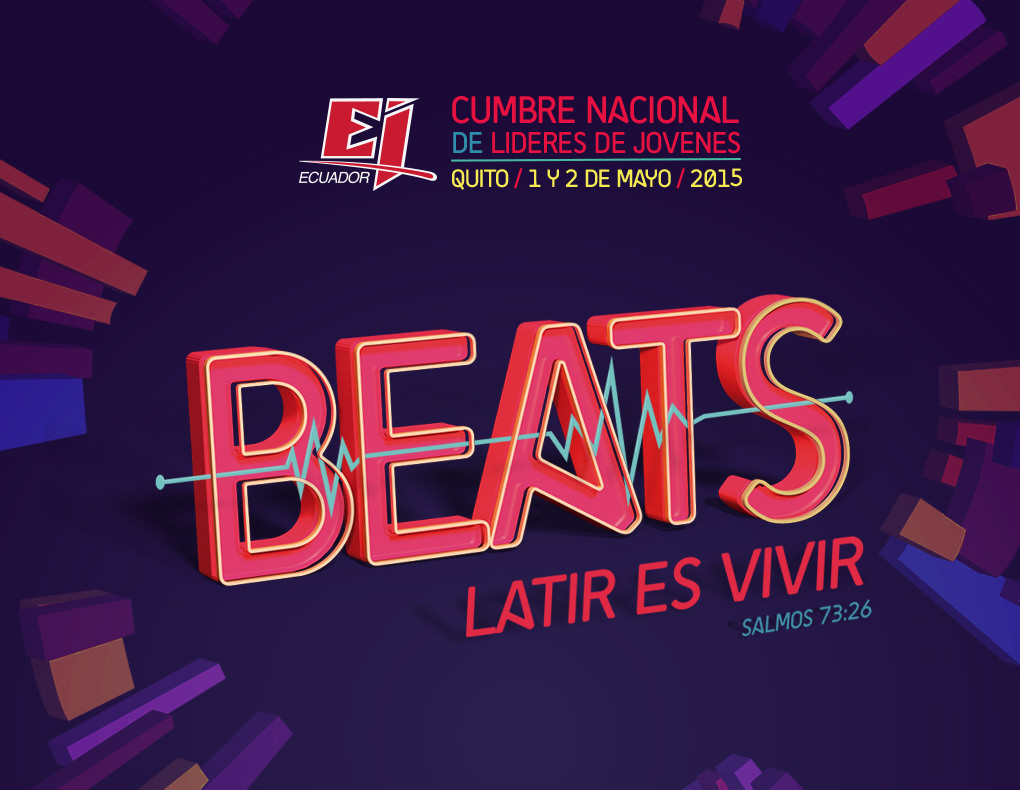 Ei
ECUADOR
CUMBRE NACIONAL
DE LIDERES DE JOVENES
QUITO / 1 Y 2 DE MAYO / 2015
BEATS
LATIR ES VIVIR
SALMOS 73:26